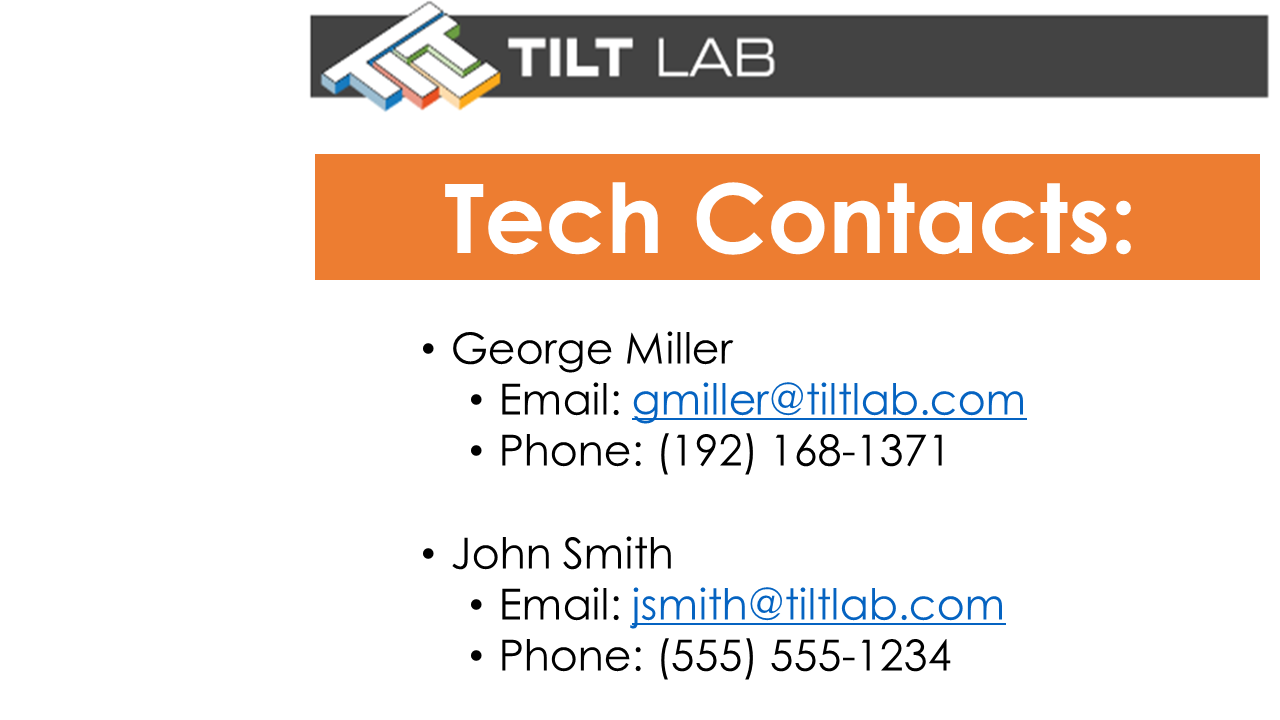 TILT LAB
Tech Contacts:
• George Miller
• Email: gmiller@tiltlab.com
• Phone: (192) 168-1371
• John Smith
• Email: jsmith@tiltlab.com
• Phone: (555) 555-1234